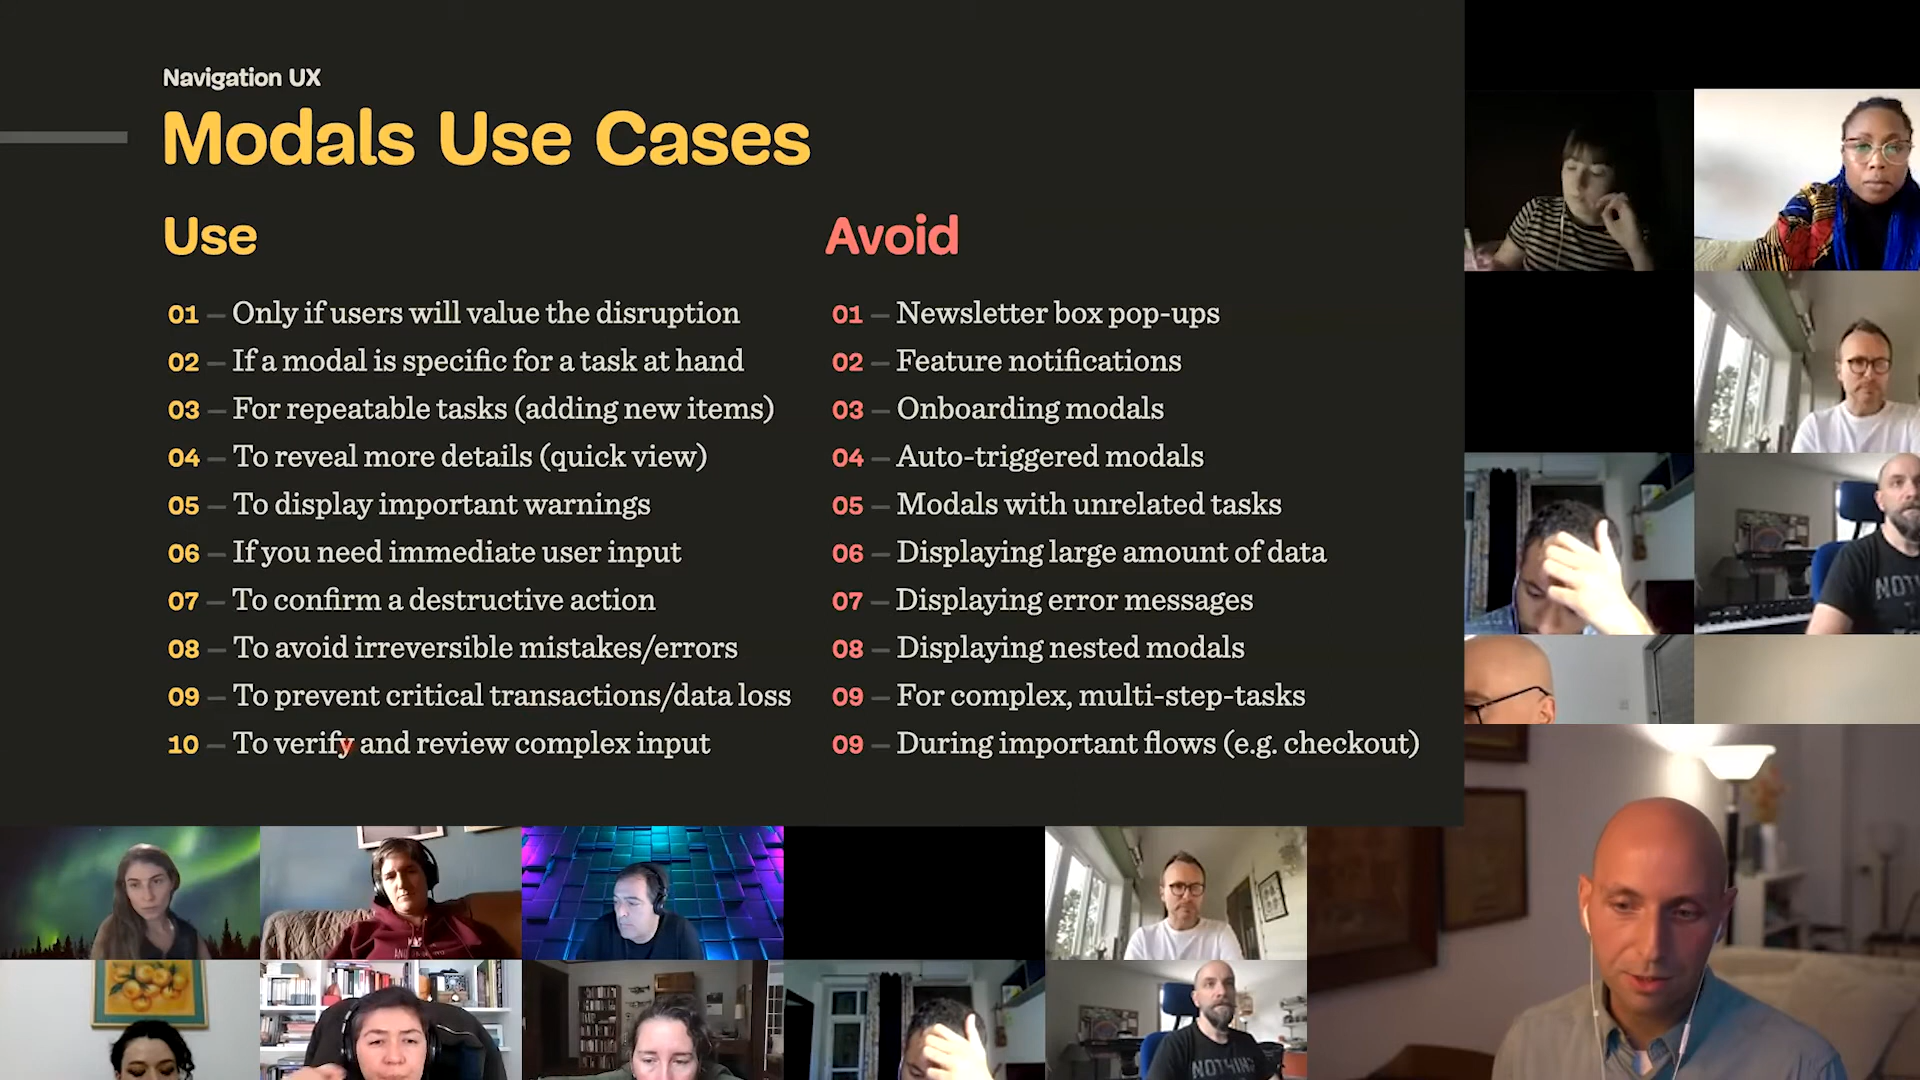 Navigation UX
Modals Use Cases
Use
01 — Only if users will value the disruption
02 — If a modal is specific for a task at hand
03 — For repeatable tasks (adding new items)
04 — To reveal more details (quick view)
05 — To display important warnings
06 — If you need immediate user input
07 — To confirm a destructive action
08 — To avoid irreversible mistakes/errors
09 — To prevent critical transactions/data loss
10 — To verify and review complex input
Avoid
01 — Newsletter box pop-ups
02 — Feature notifications
03 — Onboarding modals
04 — Auto-triggered modals
05 — Modals with unrelated tasks
06 — Displaying large amount of data
07 — Displaying error messages
08 — Displaying nested modals
09 — For complex, multi-step-tasks
09 — During important flows (e.g. checkout)
NOTHING